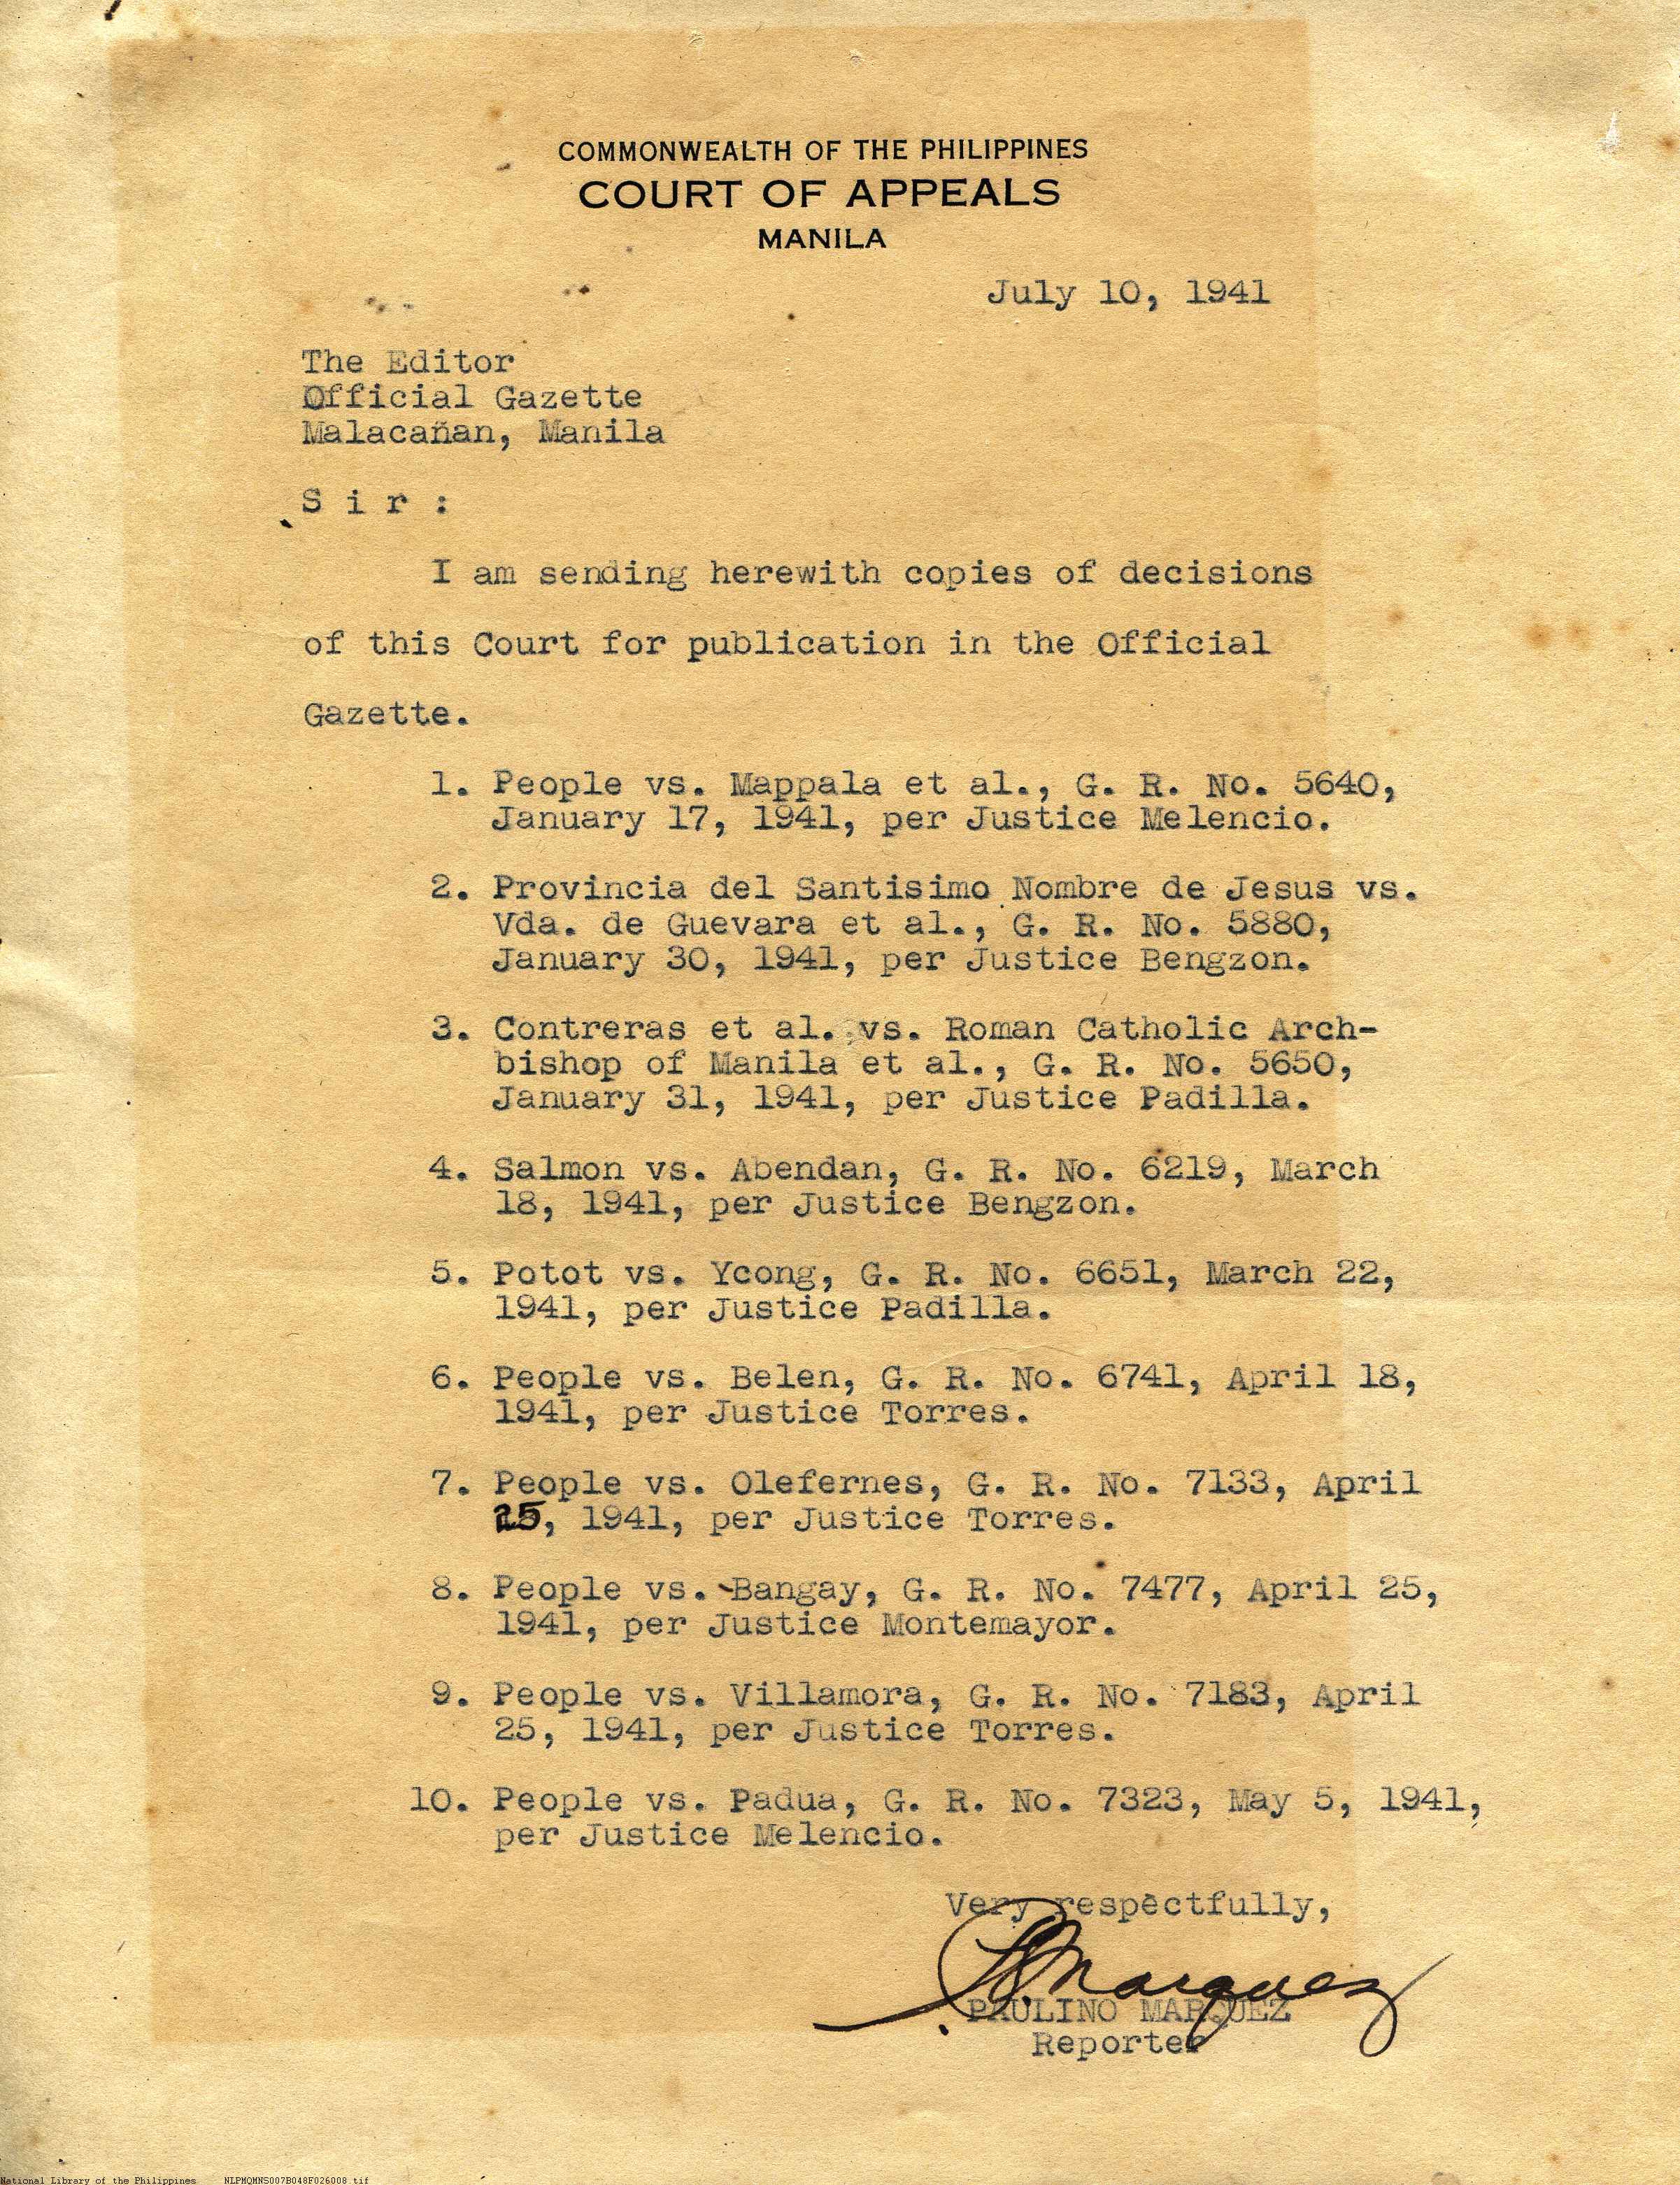 COMMONWEALTH OF THE PHILIPPINES
COURT OF APPEALS
MANILA
July 10, 1941
The Editor
Official Gazette
Malacañan, Manila
S i r :
I am sending herewith copies of decisions
of this Court for publication in the Official
Gazette.
1. People vs. Mappala et al., G. R. No. 5640,
January 17, 1941, per Justice Melencio.
2. Provincia del Santisimo Nombre de Jesus vs.
Vda. de Guevara et al., G. R. No. 5880,
January 30, 1941, per Justice Bengzon.
3. Contreras et al. vs. Roman Catholic Arch-
bishop of Manila et al., G. R. No. 5650,
January 31, 1941, per Justice Padilla.
4. Salmon vs. Abendan, G. R. No. 6219, March
18, 1941, per Justice Bengzon.
5. Potot vs. Ycong, G. R. No. 6651, March 22,
1941, per Justice Padilla.
6. People vs. Belen, G. R. No. 6741, April 18,
1941, per Justice Torres.
7. People vs. Olefernes, G. R. No. 7133, April
25, 1941, per Justice Torres.
8. People vs. Bangay, G. R. No. 7477, April 25,
1941, per Justice Montemayor.
9. People vs. Villamora, G. R. No. 7183, April
25, 1941, per Justice Torres.
10. People vs. Padua, G. R. No. 7323, May 5, 1941,
per Justice Melencio.
Very respectfully,
PMarquez
PAULINO MARQUEZ
Reporter
National Library of the Philippines NLPMQMNS007B048F026008.tif